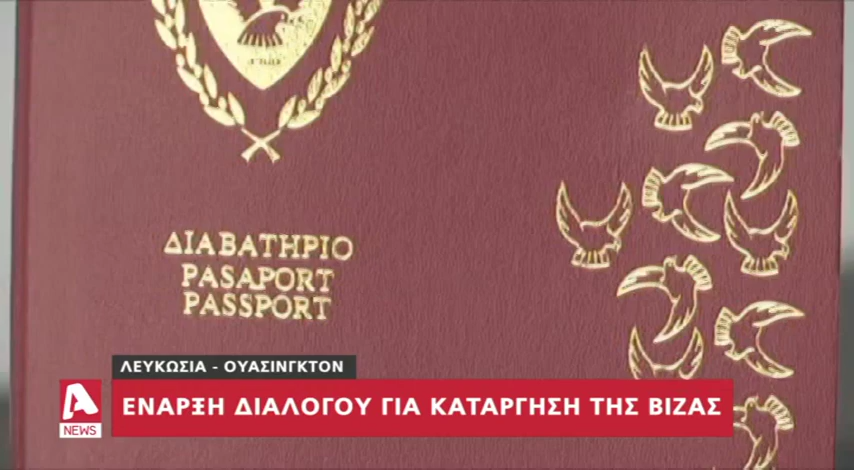 ΔΙΑΒΑΤΗΡΙΟ
PASAPORT
PASSPORT
ΛΕΥΚΩΣΙΑ - ΟΥΑΣΙΝΓΚΤΟΝ
ΕΝΑΡΞΗ ΔΙΑΛΟΓΟΥ ΓΙΑ ΚΑΤΑΡΓΗΣΗ ΤΗΣ ΒΙΖΑΣ
NEWS